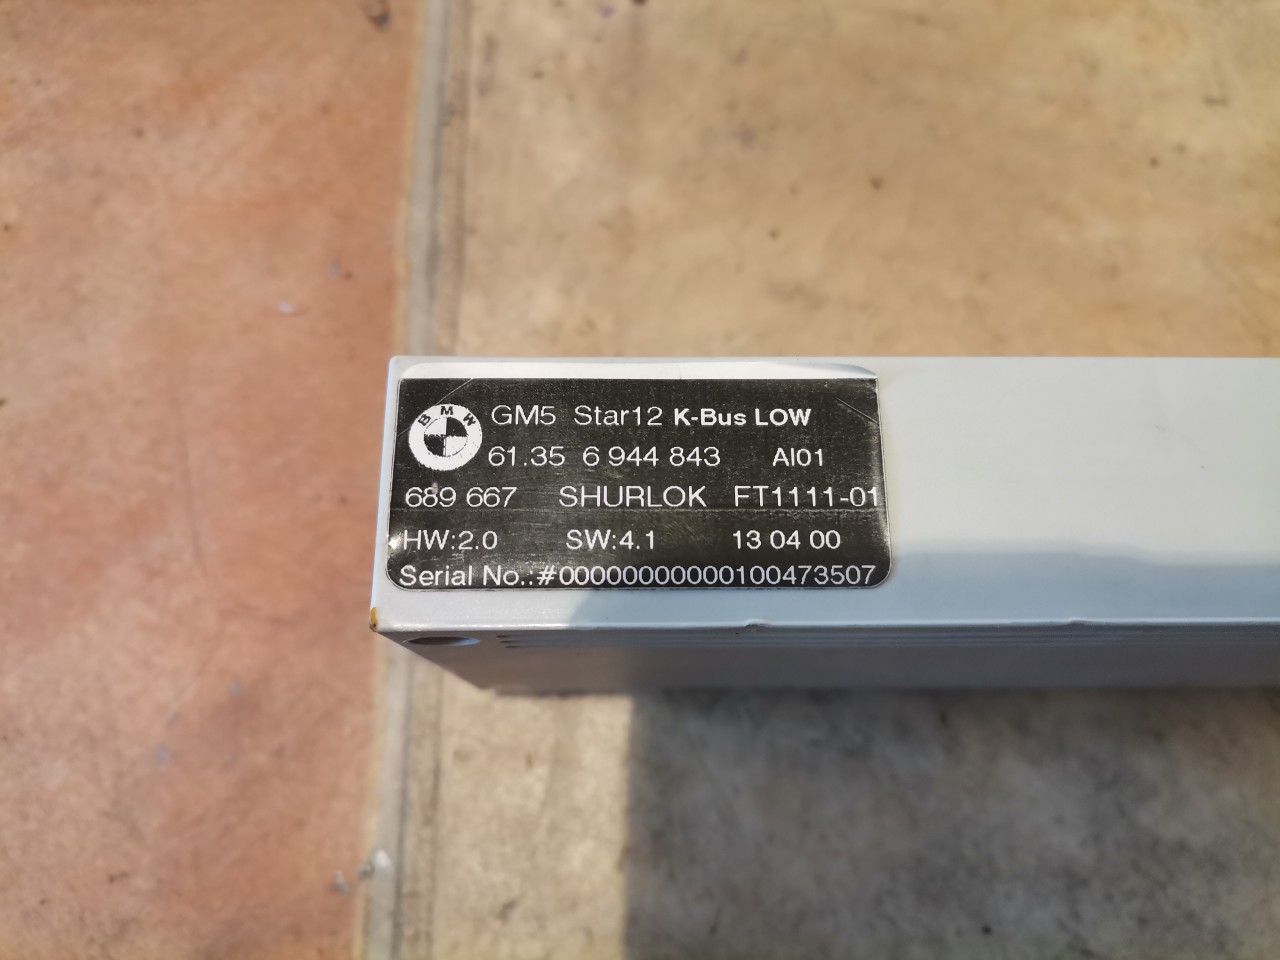 BMW
GM5 Star12 K-Bus LOW
61.35 6 944 843 AI01
689 667 SHURLOK FT1111-01
HW:2.0 SW:4.1 13 04 00
Serial No.:#00000000000100473507